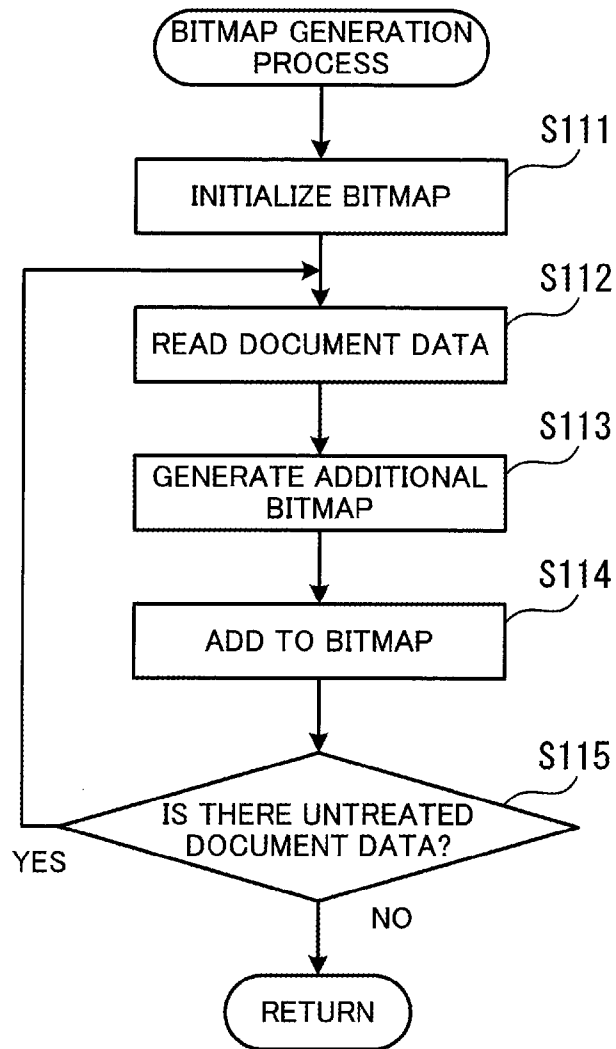 BITMAP GENERATION
PROCESS
S111
INITIALIZE BITMAP
S112
READ DOCUMENT DATA
S113
GENERATE ADDITIONAL
BITMAP
S114
ADD TO BITMAP
S115
IS THERE UNTREATED
DOCUMENT DATA?
YES
NO
RETURN